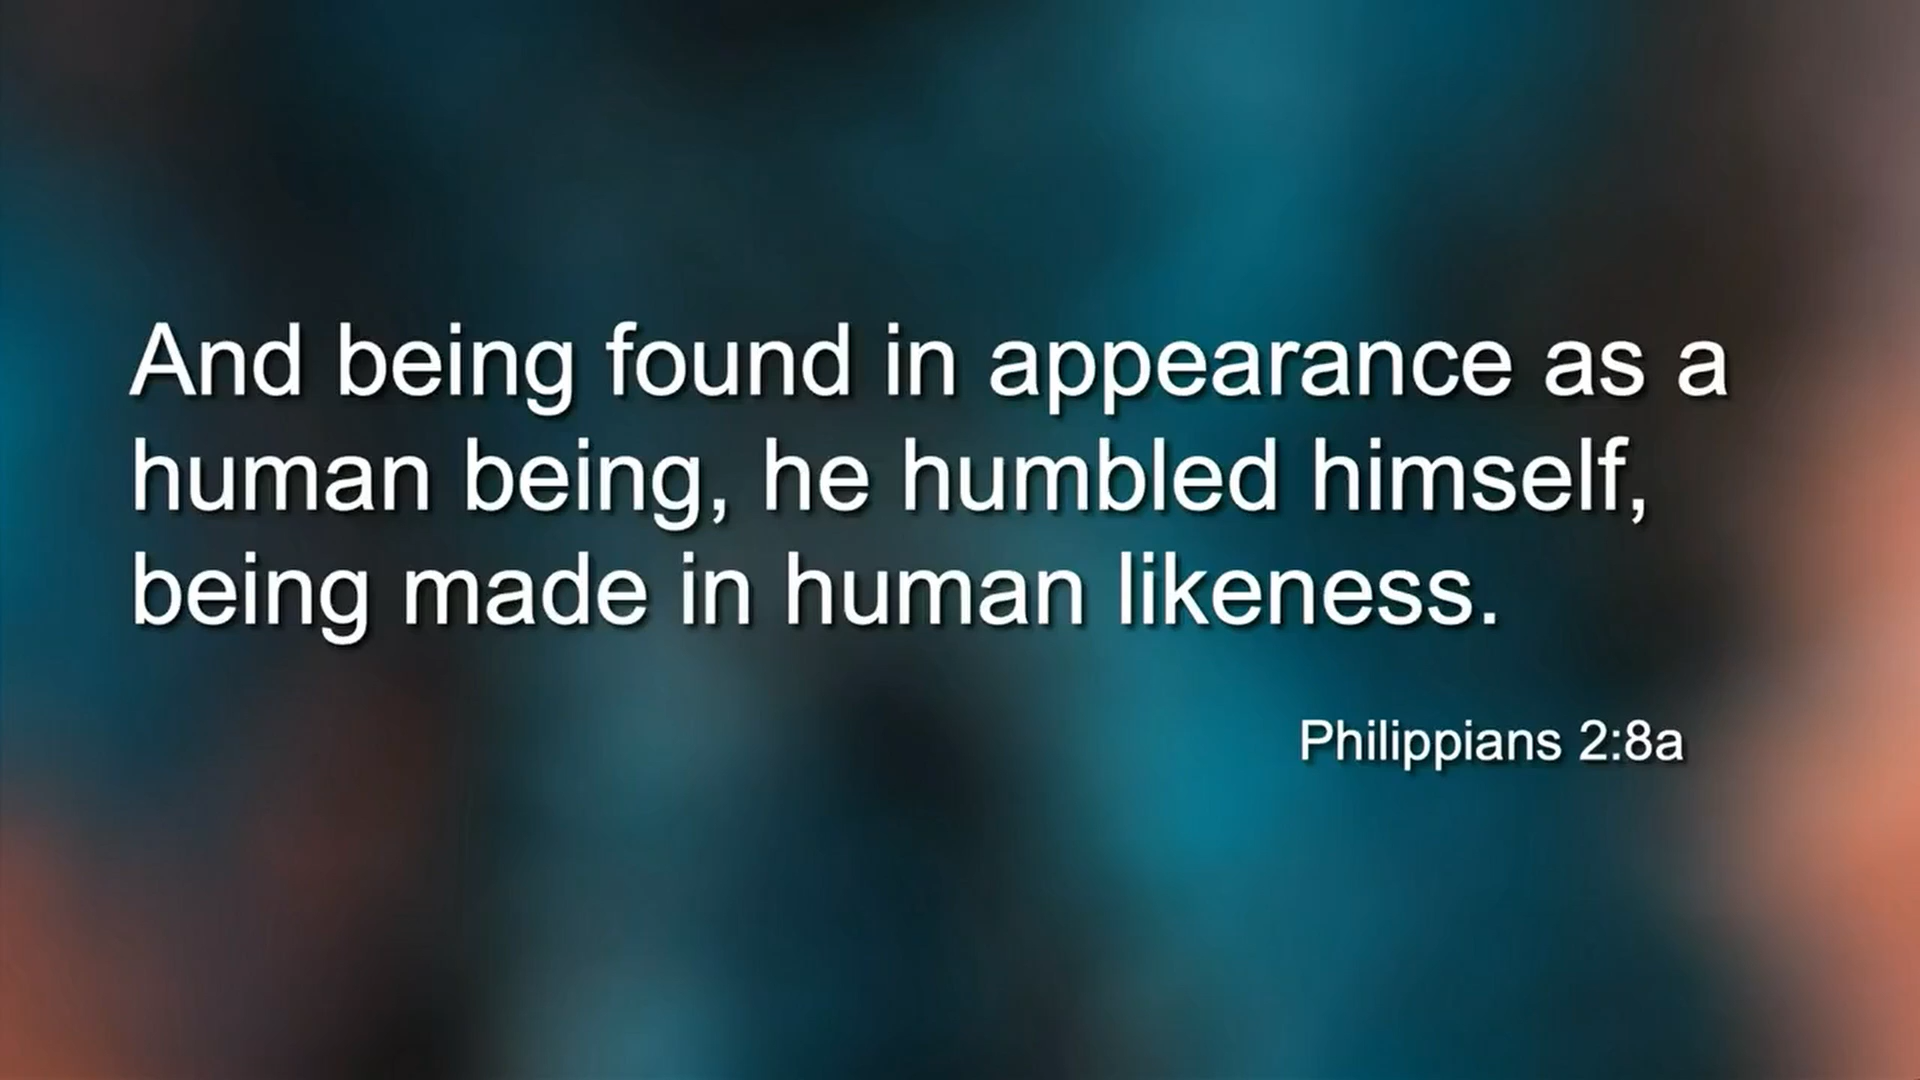 And being found in appearance as a
human being, he humbled himself,
being made in human likeness.
Philippians 2:8a